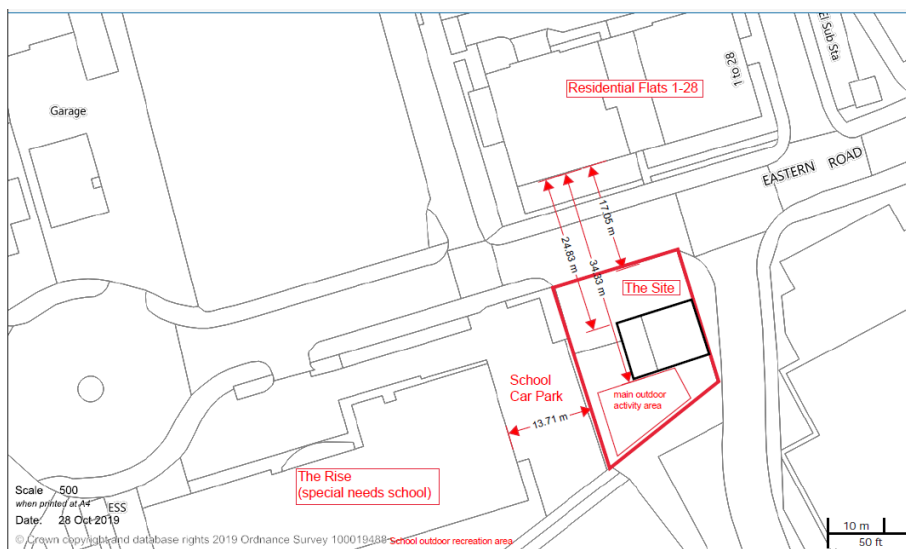 El Sub Sta
1 to 28
Residential Flats 1-28
Garage
EASTERN ROAD
17.05 m
24.83 m
34.33 m
The Site
School
Car Park
main outdoor
activity area
13.71 m
The Rise
(special needs school)
Scale 500
when printed at A4
ESS
Date: 28 Oct 2019
© Crown copyright and database rights 2019 Ordnance Survey 100019488
School outdoor recreation area
10 m
50 ft